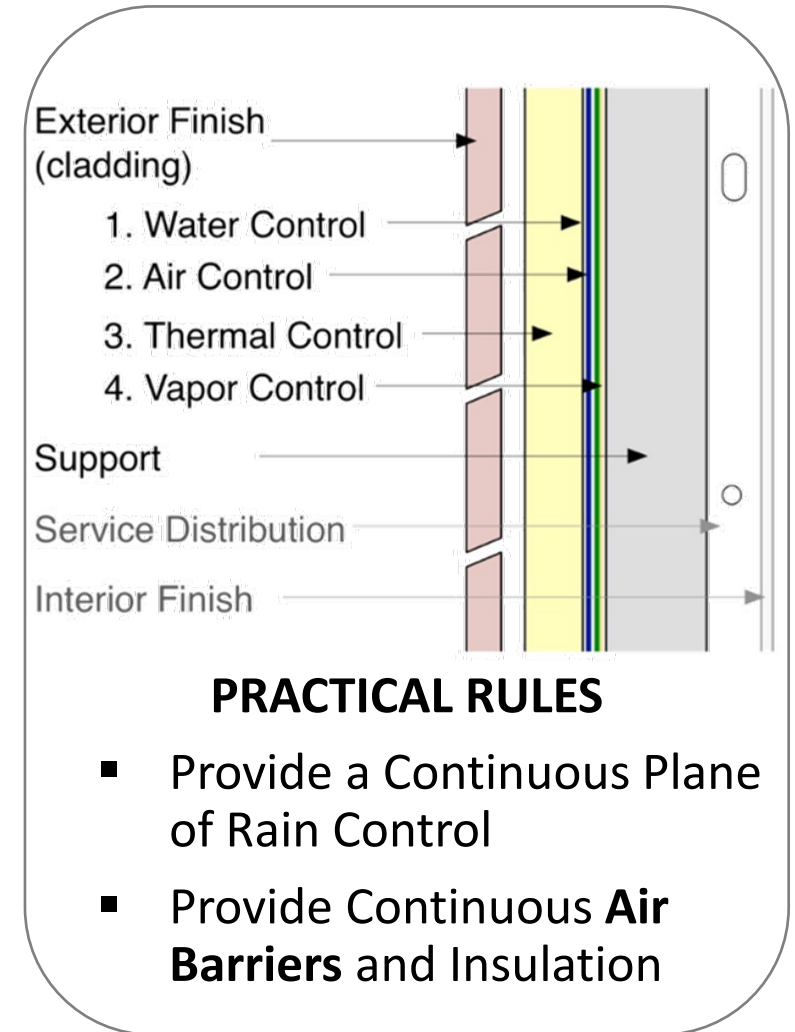 Exterior Finish
(cladding)
1. Water Control
2. Air Control
3. Thermal Control
4. Vapor Control
Support
Service Distribution
Interior Finish
PRACTICAL RULES
▪ Provide a Continuous Plane
of Rain Control
▪ Provide Continuous Air
Barriers and Insulation